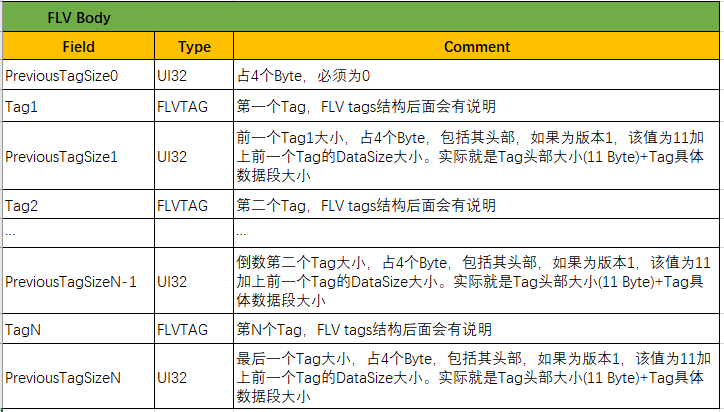 FLV Body
Field Type Comment
PreviousTagSize0 UI32 占4个Byte，必须为0
Tag1 FLVTAG 第一个Tag，FLV tags结构后面会有说明
PreviousTagSize1 UI32 前一个Tag1大小，占4个Byte，包括其头部，如果为版本1，该值为11加
上前一个Tag的DataSize大小。实际就是Tag头部大小(11 Byte)+Tag具体
数据段大小
Tag2 FLVTAG 第二个Tag，FLV tags结构后面会有说明
... ...
PreviousTagSizeN-1 UI32 倒数第二个Tag大小，占4个Byte，包括其头部，如果为版本1，该值为11
加上前一个Tag的DataSize大小。实际就是Tag头部大小(11 Byte)+Tag具
体数据段大小
TagN FLVTAG 第N个Tag，FLV tags结构后面会有说明
PreviousTagSizeN UI32 最后一个Tag大小，占4个Byte，包括其头部，如果为版本1，该值为11加
上前一个Tag的DataSize大小。实际就是Tag头部大小(11 Byte)+Tag具体
数据段大小